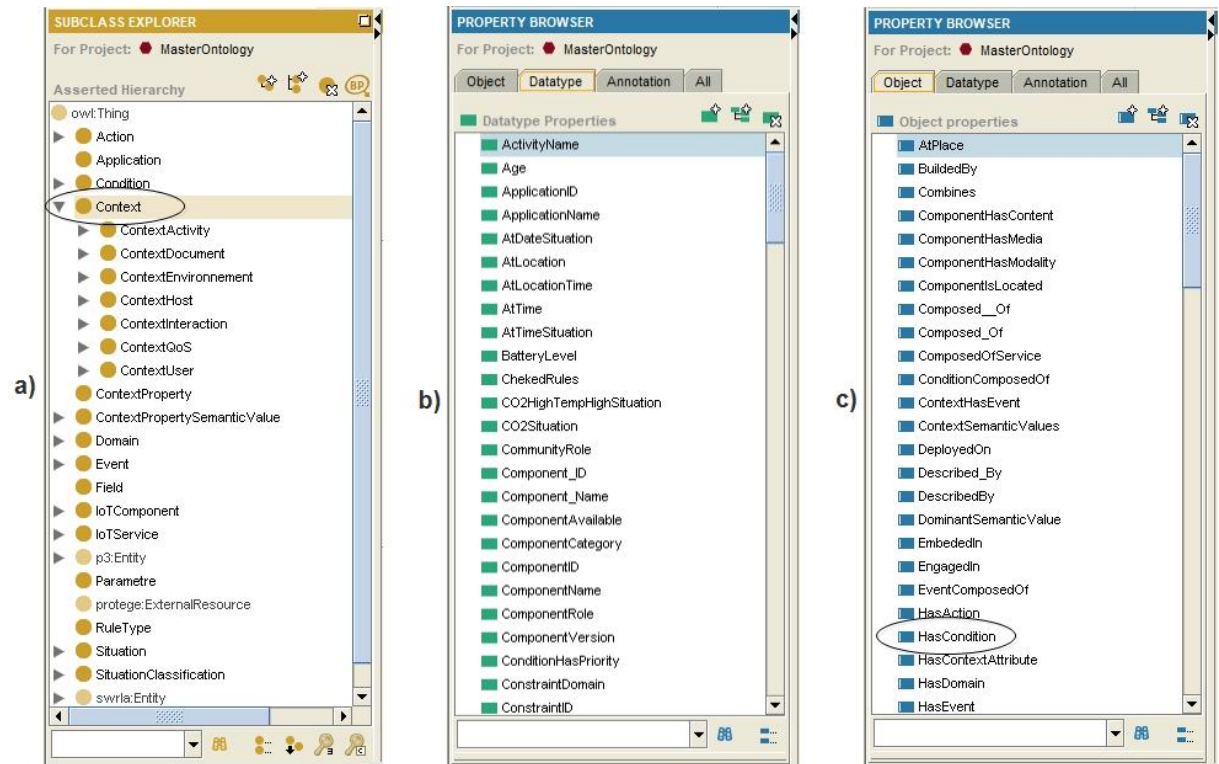 SUBCLASS EXPLORER
For Project: MasterOntology
Asserted Hierarchy
BP
owl:Thing
Action
Application
Condition
Context
ContextActivity
ContextDocument
ContextEnvironnement
ContextHost
ContextInteraction
ContextQoS
ContextUser
ContextProperty
ContextPropertySemanticValue
Domain
Event
Field
IoTComponent
IoTService
p3:Entity
Parametre
protege:ExternalResource
RuleType
Situation
SituationClassification
swrla:Entity
a)
PROPERTY BROWSER
For Project: MasterOntology
Object Datatype Annotation All
Datatype Properties
ActivityName
Age
ApplicationID
ApplicationName
AtDateSituation
AtLocation
AtLocationTime
AtTime
AtTimeSituation
BatteryLevel
ChekedRules
CO2HighTempHighSituation
CO2Situation
CommunityRole
Component_ID
Component_Name
ComponentAvailable
ComponentCategory
ComponentID
ComponentName
ComponentRole
ComponentVersion
ConditionHasPriority
ConstraintDomain
ConstraintID
b)
PROPERTY BROWSER
For Project: MasterOntology
Object Datatype Annotation All
Object properties
AtPlace
BuildedBy
Combines
ComponentHasContent
ComponentHasMedia
ComponentHasModality
ComponentIsLocated
Composed__Of
Composed_Of
ComposedOfService
ConditionComposedOf
ContextHasEvent
ContextSemanticValues
DeployedOn
Described_By
DescribedBy
DominantSemanticValue
EmbededIn
EngagedIn
EventComposedOf
HasAction
HasCondition
HasContextAttribute
HasDomain
HasEvent
c)